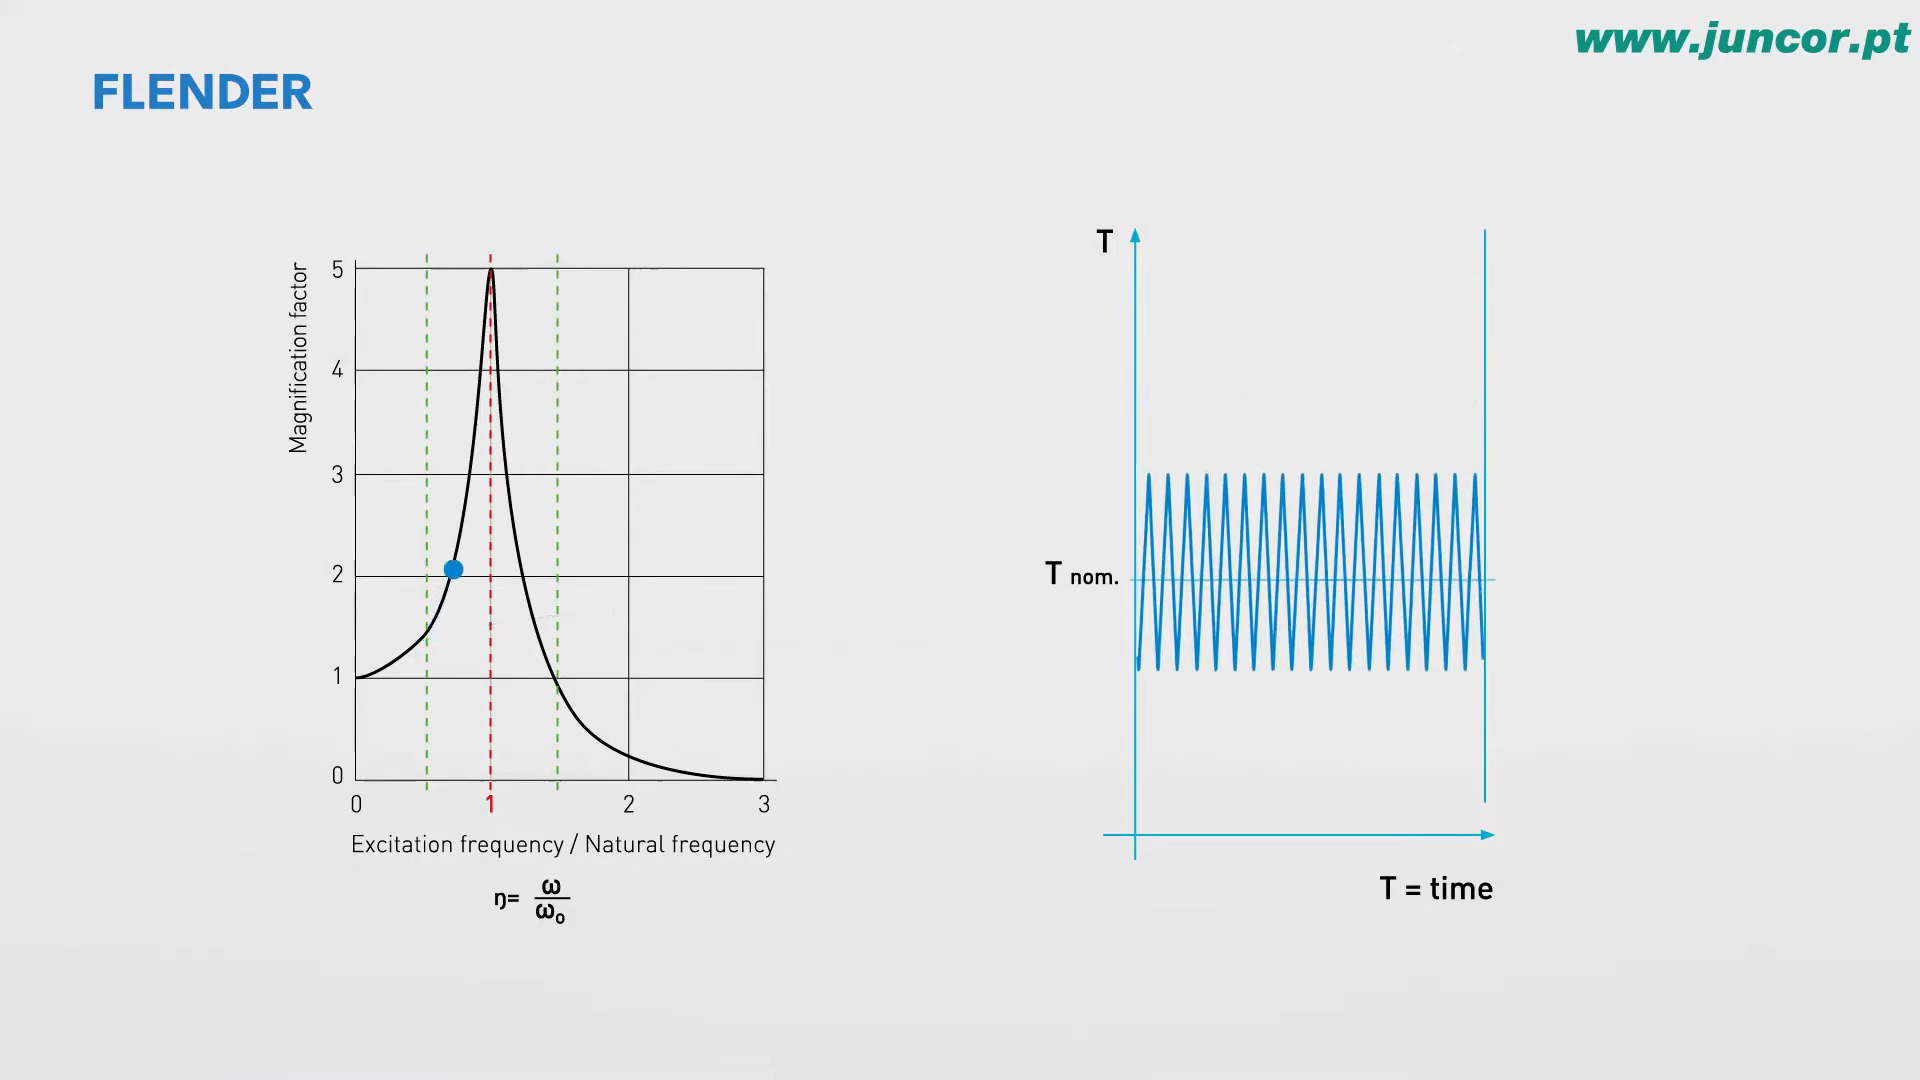 www.juncor.pt
FLENDER
Magnification factor
5
4
3
2
1
0
0 1 2 3
Excitation frequency / Natural frequency
ŋ= ω
ω₀
T
T nom.
T = time